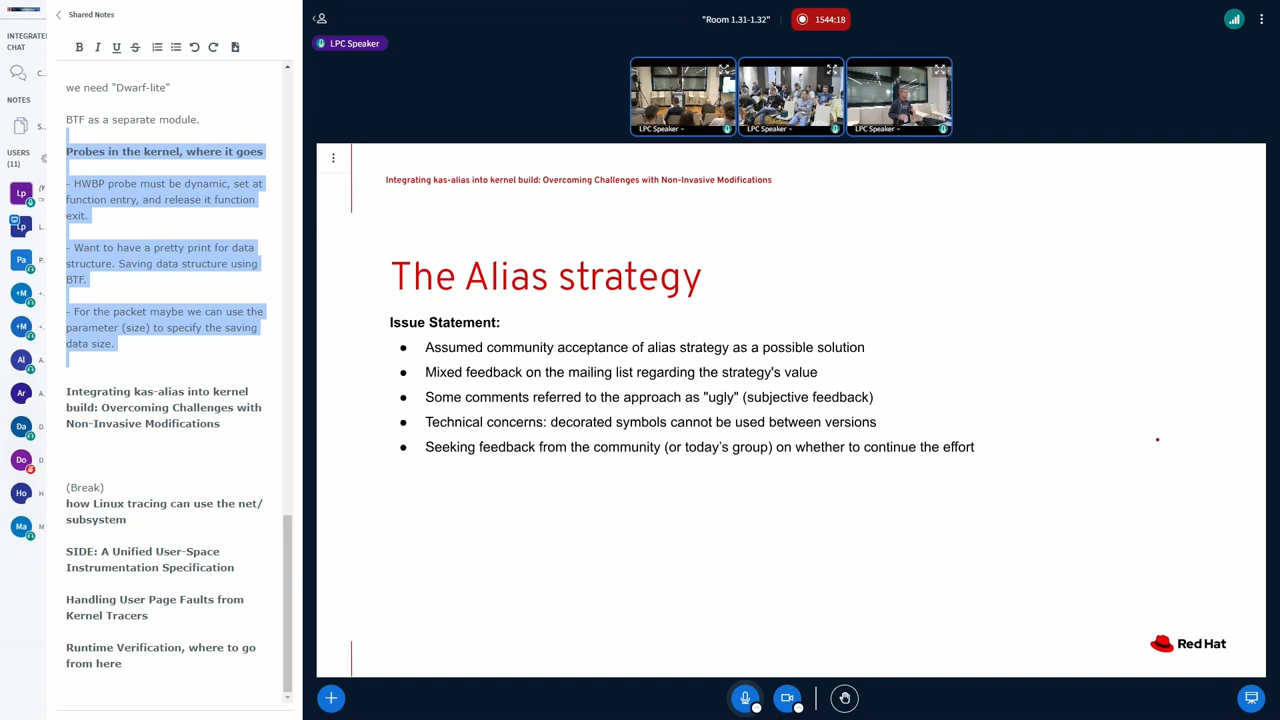 Shared Notes
"Room 1.31-1.32"
1544:18
INTEGRATE
CHAT
C...
NOTES
S...
USERS
(11)
Lp
Lp
L.
Pa
P.
+M
+.
+M
+.
Al
A.
Ar
A.
Da
D.
Do
D.
Ho
H
Ma
M.
B I U S
we need "Dwarf-lite"
BTF as a separate module.
Probes in the kernel, where it goes
- HWBP probe must be dynamic, set at
function entry, and release it function
exit.
- Want to have a pretty print for data
structure. Saving data structure using
BTF.
- For the packet maybe we can use the
parameter (size) to specify the saving
data size.
Integrating kas-alias into kernel
build: Overcoming Challenges with
Non-Invasive Modifications
(Break)
how Linux tracing can use the net/
subsystem
SIDE: A Unified User-Space
Instrumentation Specification
Handling User Page Faults from
Kernel Tracers
Runtime Verification, where to go
from here
LPC Speaker
LPC Speaker
LPC Speaker
LPC Speaker
Integrating kas-alias into kernel build: Overcoming Challenges with Non-Invasive Modifications
The Alias strategy
Issue Statement:
● Assumed community acceptance of alias strategy as a possible solution
● Mixed feedback on the mailing list regarding the strategy's value
● Some comments referred to the approach as "ugly" (subjective feedback)
● Technical concerns: decorated symbols cannot be used between versions
● Seeking feedback from the community (or today's group) on whether to continue the effort
Red Hat